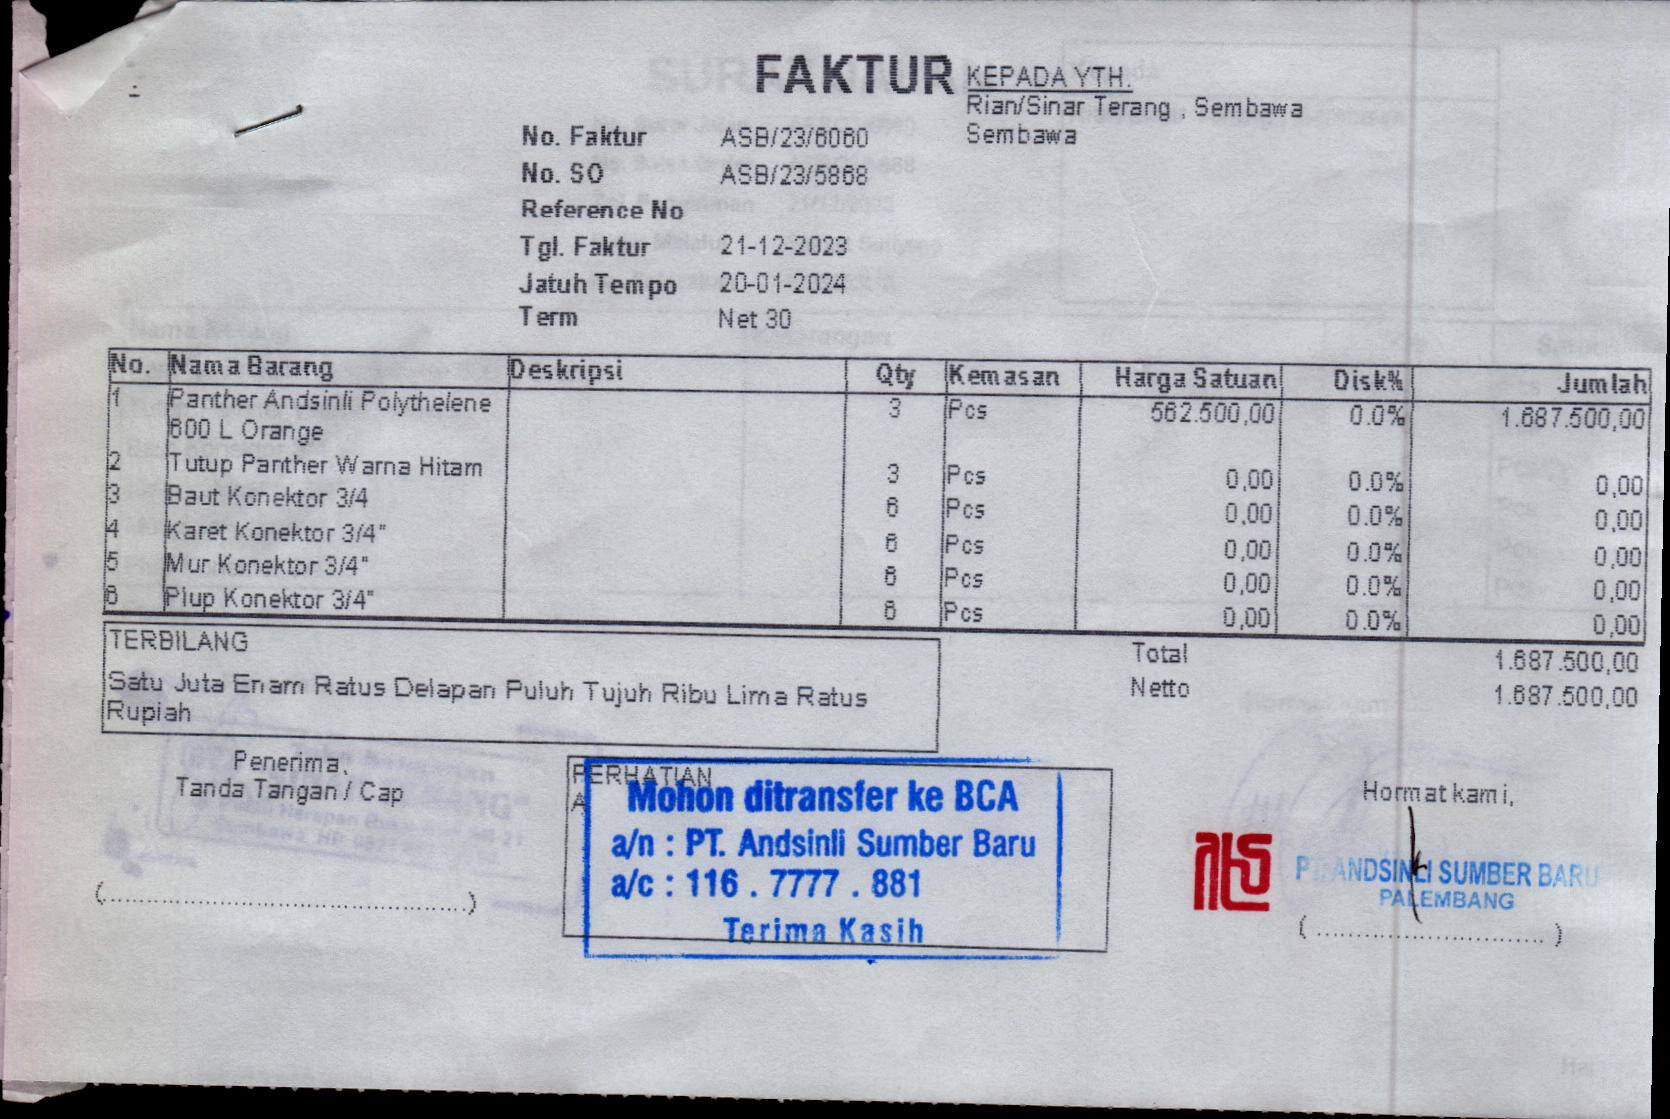 FAKTUR
KEPADA YTH.
Rian/Sinar Terang , Sembawa
Sembawa
No. Faktur ASB/23/6060
No. SO ASB/23/5868
Reference No
Tgl. Faktur 21-12-2023
Jatuh Tempo 20-01-2024
Term Net 30
No. Nama Barang Deskripsi Qty Kemasan Harga Satuan Disk% Jumlah
1 Panther Andsinli Polythelene 3 Pcs 562.500,00 0.0% 1.687.500,00
600 L Orange
2 Tutup Panther Warna Hitam 3 Pcs 0,00 0.0% 0,00
3 Baut Konektor 3/4 6 Pcs 0,00 0.0% 0,00
4 Karet Konektor 3/4" 6 Pcs 0,00 0.0% 0,00
5 Mur Konektor 3/4" 6 Pcs 0,00 0.0% 0,00
6 Plup Konektor 3/4" 6 Pcs 0,00 0.0% 0,00
TERBILANG
Satu Juta Enam Ratus Delapan Puluh Tujuh Ribu Lima Ratus
Rupiah
Total 1.687.500,00
Netto 1.687.500,00
Penerima,
Tanda Tangan / Cap
(..........................................)
PERHATIAN
A
Mohon ditransfer ke BCA
a/n : PT. Andsinli Sumber Baru
a/c : 116 . 7777 . 881
Terima Kasih
Hormat kami,
PT. ANDSINLI SUMBER BARU
PALEMBANG
( ............................ )